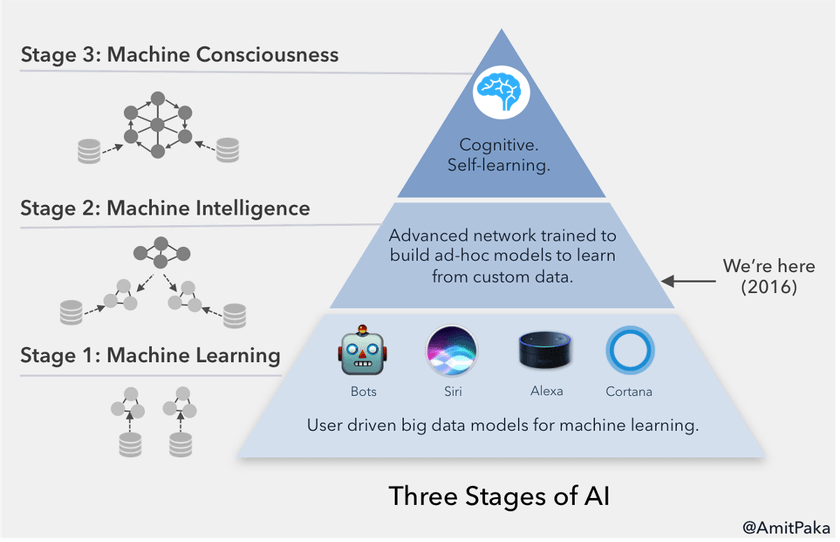 Stage 3: Machine Consciousness
Cognitive.
Self-learning.
Stage 2: Machine Intelligence
Advanced network trained to
build ad-hoc models to learn
from custom data.
We're here
(2016)
Stage 1: Machine Learning
Bots
Siri
Alexa
Cortana
User driven big data models for machine learning.
Three Stages of AI
@AmitPaka